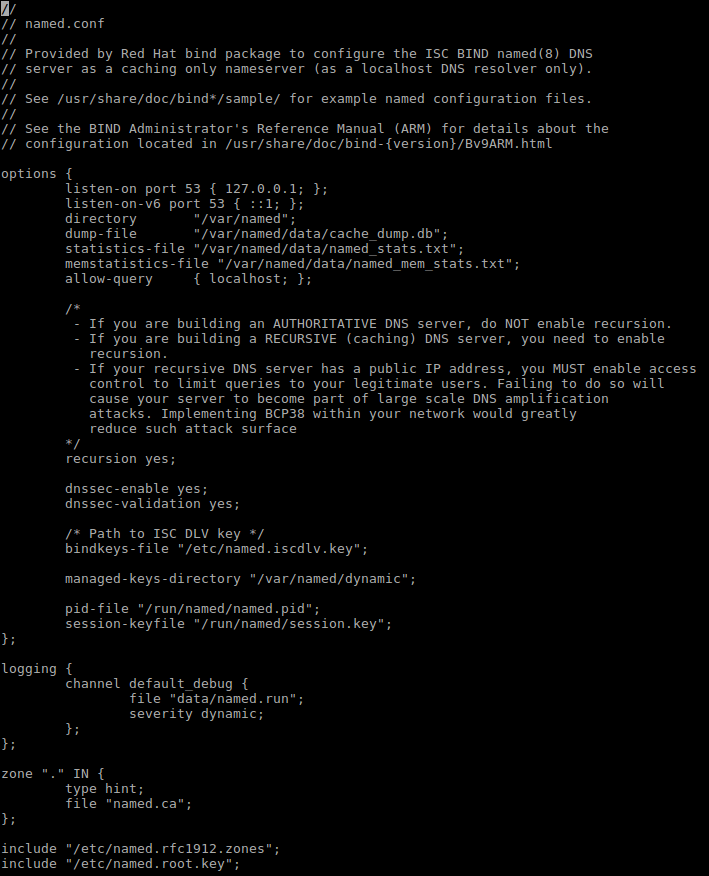 //
// named.conf
//
// Provided by Red Hat bind package to configure the ISC BIND named(8) DNS
// server as a caching only nameserver (as a localhost DNS resolver only).
//
// See /usr/share/doc/bind*/sample/ for example named configuration files.
//
// See the BIND Administrator's Reference Manual (ARM) for details about the
// configuration located in /usr/share/doc/bind-{version}/Bv9ARM.html

options {
        listen-on port 53 { 127.0.0.1; };
        listen-on-v6 port 53 { ::1; };
        directory       "/var/named";
        dump-file       "/var/named/data/cache_dump.db";
        statistics-file "/var/named/data/named_stats.txt";
        memstatistics-file "/var/named/data/named_mem_stats.txt";
        allow-query     { localhost; };

        /*
         - If you are building an AUTHORITATIVE DNS server, do NOT enable recursion.
         - If you are building a RECURSIVE (caching) DNS server, you need to enable
           recursion.
         - If your recursive DNS server has a public IP address, you MUST enable access
           control to limit queries to your legitimate users. Failing to do so will
           cause your server to become part of large scale DNS amplification
           attacks. Implementing BCP38 within your network would greatly
           reduce such attack surface
        */
        recursion yes;

        dnssec-enable yes;
        dnssec-validation yes;

        /* Path to ISC DLV key */
        bindkeys-file "/etc/named.iscdlv.key";

        managed-keys-directory "/var/named/dynamic";

        pid-file "/run/named/named.pid";
        session-keyfile "/run/named/session.key";
};

logging {
        channel default_debug {
                file "data/named.run";
                severity dynamic;
        };
};

zone "." IN {
        type hint;
        file "named.ca";
};

include "/etc/named.rfc1912.zones";
include "/etc/named.root.key";